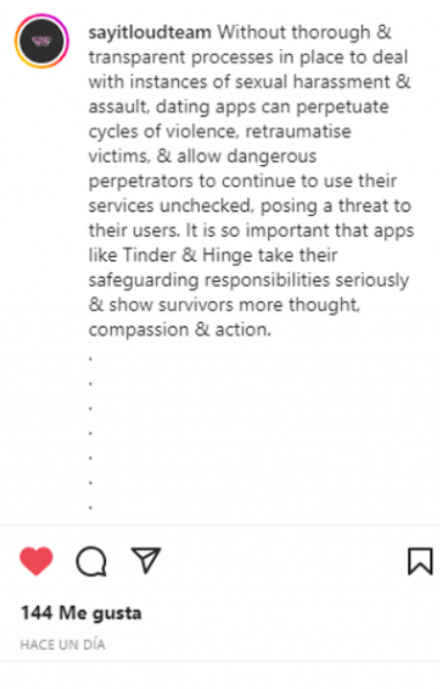 sayitloudteam Without thorough &
transparent processes in place to deal
with instances of sexual harassment &
assault, dating apps can perpetuate
cycles of violence, retraumatise
victims, & allow dangerous
perpetrators to continue to use their
services unchecked, posing a threat to
their users. It is so important that apps
like Tinder & Hinge take their
safeguarding responsibilities seriously
& show survivors more thought,
compassion & action.
.
.
.
.
.
.
.
144 Me gusta
HACE UN DÍA